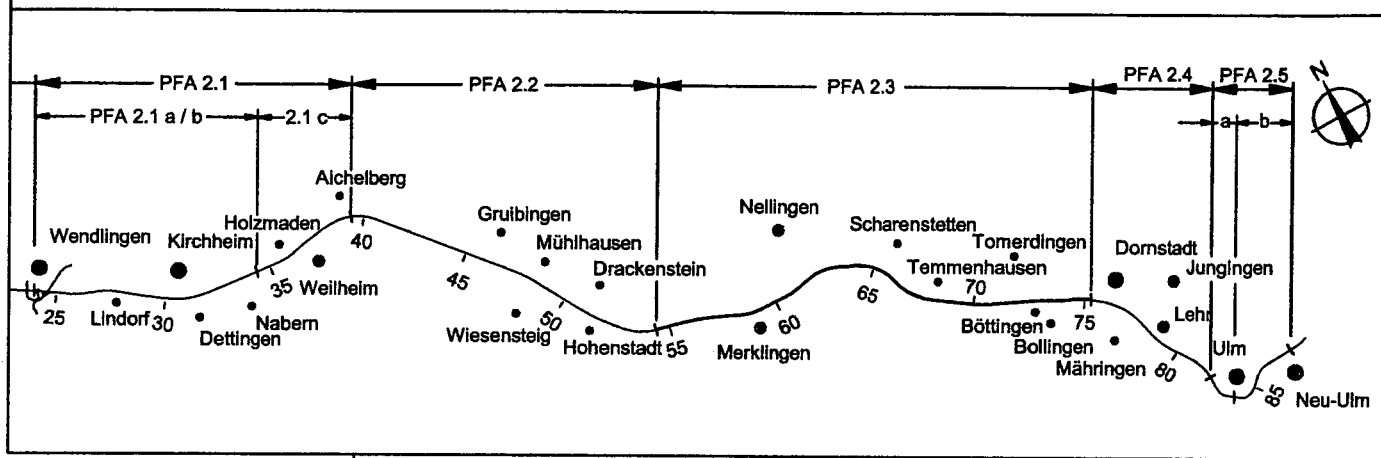 PFA 2.1
PFA 2.2
PFA 2.3
PFA 2.4
PFA 2.5
N
PFA 2.1 a / b
2.1 c
a
b
Aichelberg
Holzmaden
Wendlingen
Kirchheim
40
Gruibingen
Mühlhausen
Drackenstein
Nellingen
Scharenstetten
Tomerdingen
Dornstadt
Jungingen
25
Lindorf
30
Dettingen
Nabern
35
Weilheim
45
Wiesensteig
50
Hohenstadt
55
Merklingen
60
65
Temmenhausen
70
Böttingen
Bollingen
75
Mähringen
Lehr
80
Ulm
85
Neu-Ulm